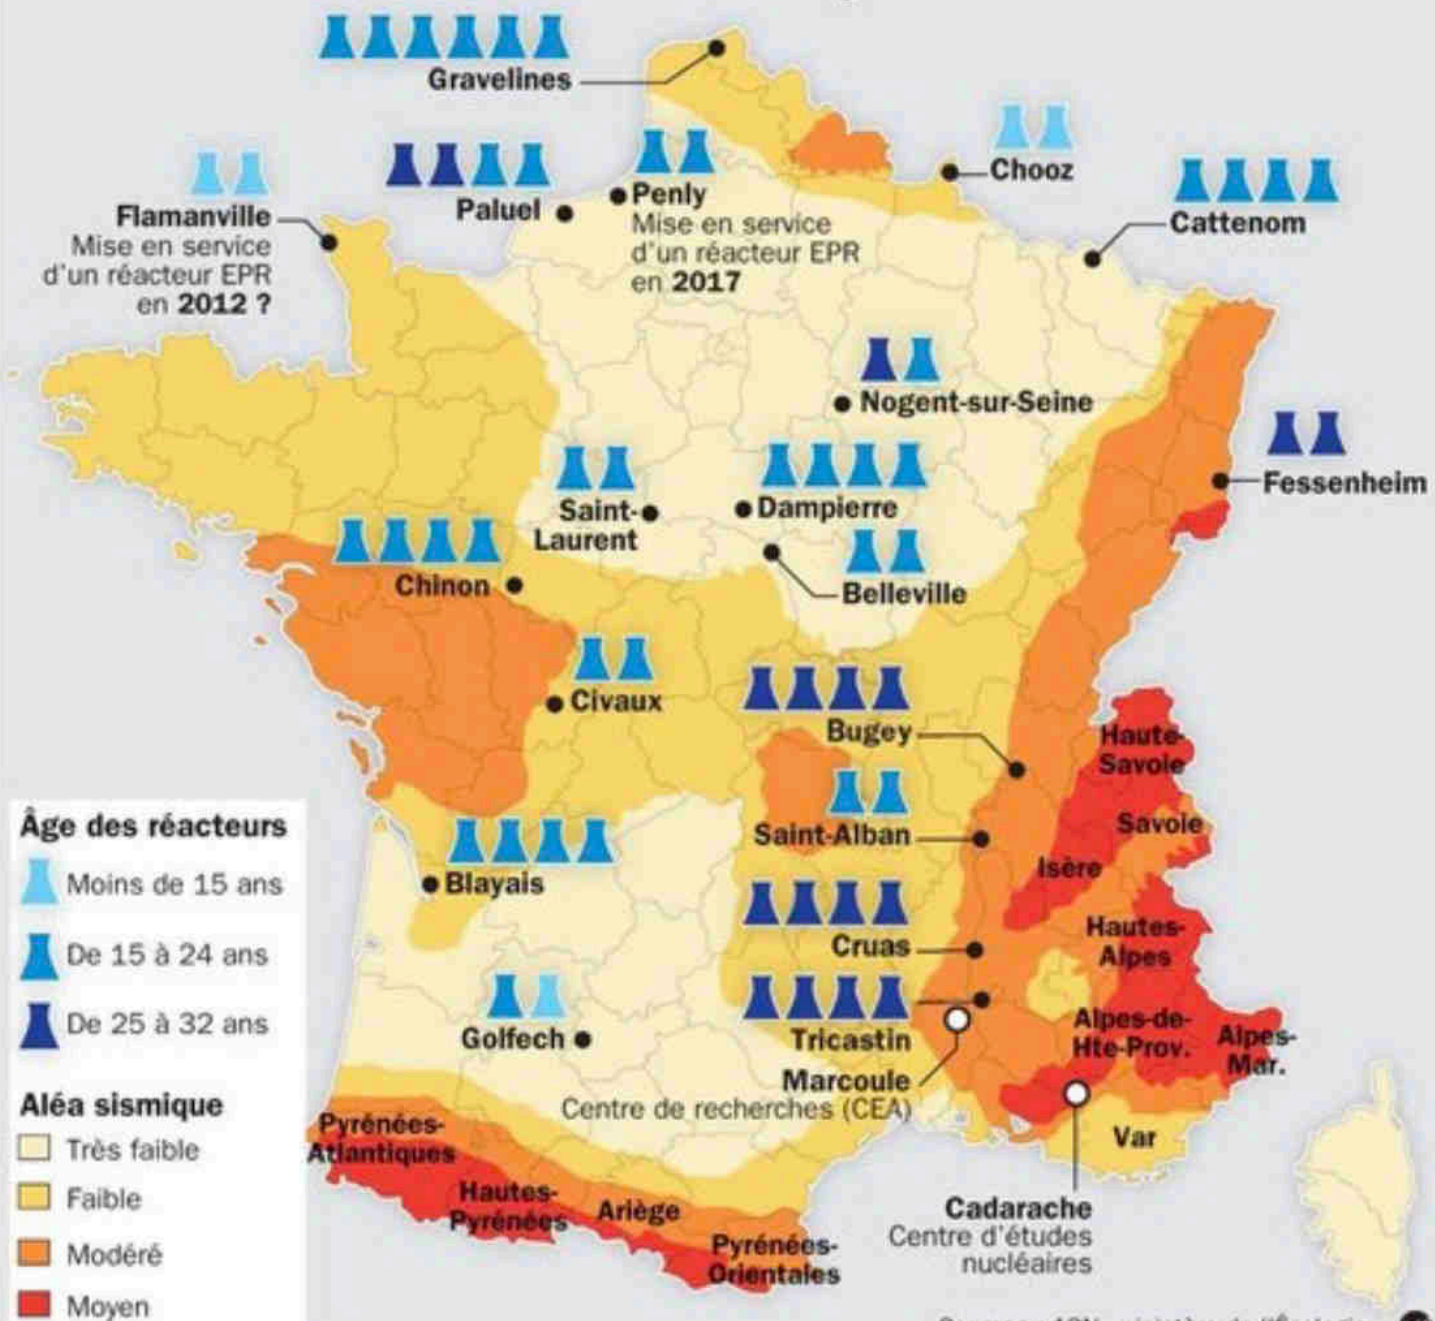 Gravelines
Chooz
Cattenom
Flamanville
Mise en service
d'un réacteur EPR
en 2012 ?
Paluel
Penly
Mise en service
d'un réacteur EPR
en 2017
Nogent-sur-Seine
Fessenheim
Saint-
Laurent
Dampierre
Belleville
Chinon
Civaux
Bugey
Haute-
Savoie
Savoie
Isère
Saint-Alban
Blayais
Cruas
Hautes-
Alpes
Golfech
Tricastin
Alpes-de-
Hte-Prov.
Alpes-
Mar.
Marcoule
Centre de recherches (CEA)
Var
Pyrénées-
Atlantiques
Hautes-
Pyrénées
Ariège
Pyrénées-
Orientales
Cadarache
Centre d'études
nucléaires
Âge des réacteurs
Moins de 15 ans
De 15 à 24 ans
De 25 à 32 ans
Aléa sismique
Très faible
Faible
Modéré
Moyen